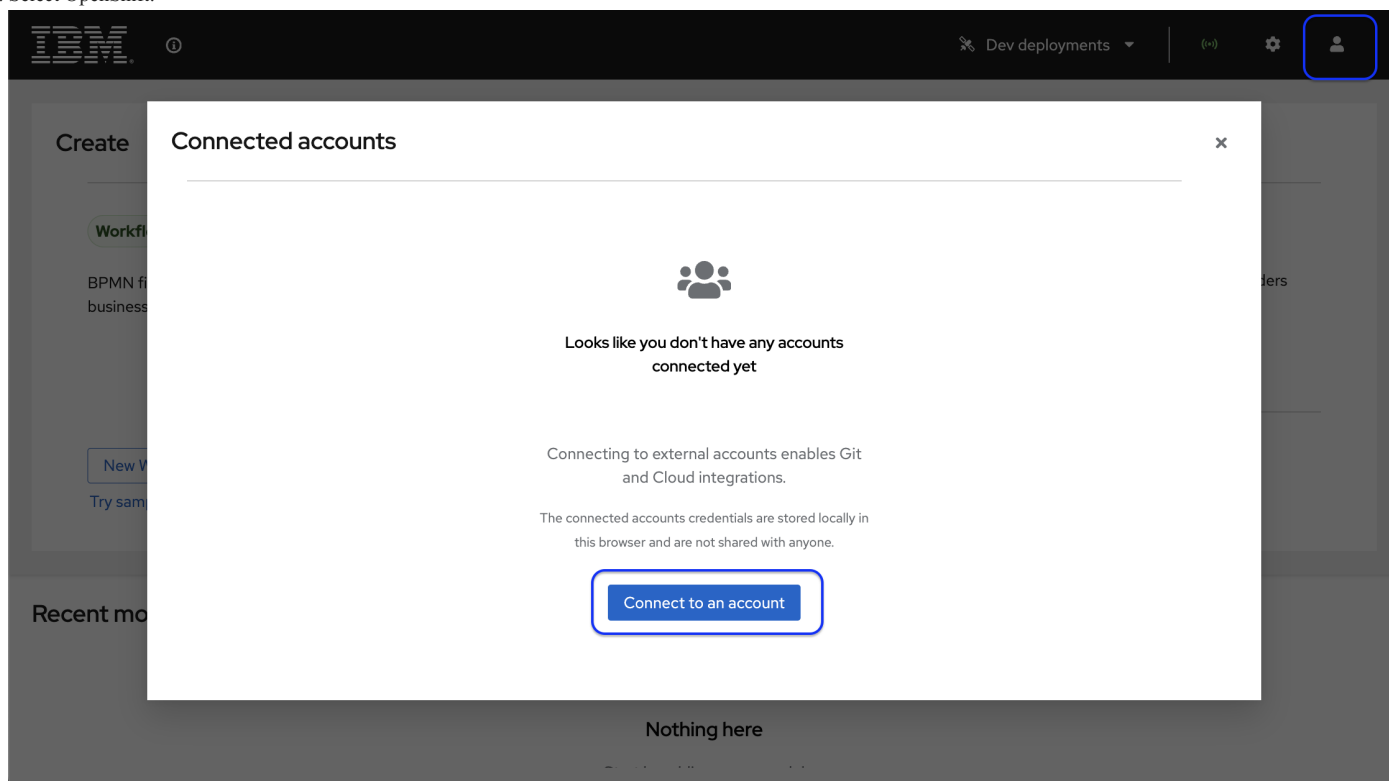 Select OpenShift.
IBM.
Dev deployments
Connected accounts
Create
Workfl
BPMN fi
business
ders
Looks like you don't have any accounts
connected yet
Connecting to external accounts enables Git
and Cloud integrations.
New W
Try sam
The connected accounts credentials are stored locally in
this browser and are not shared with anyone.
Connect to an account
Recent mo
Nothing here